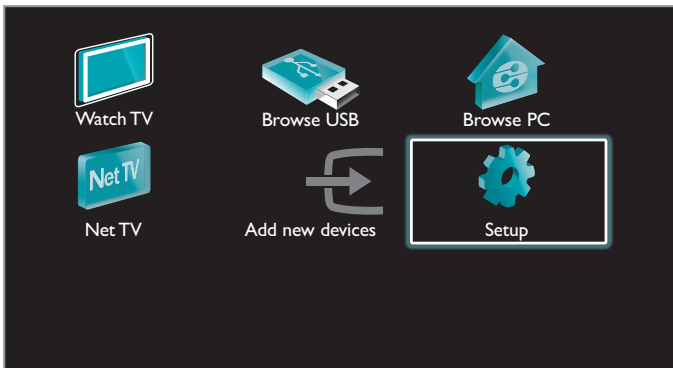 Watch TV
Browse USB
Browse PC
Net TV
Net TV
Add new devices
Setup